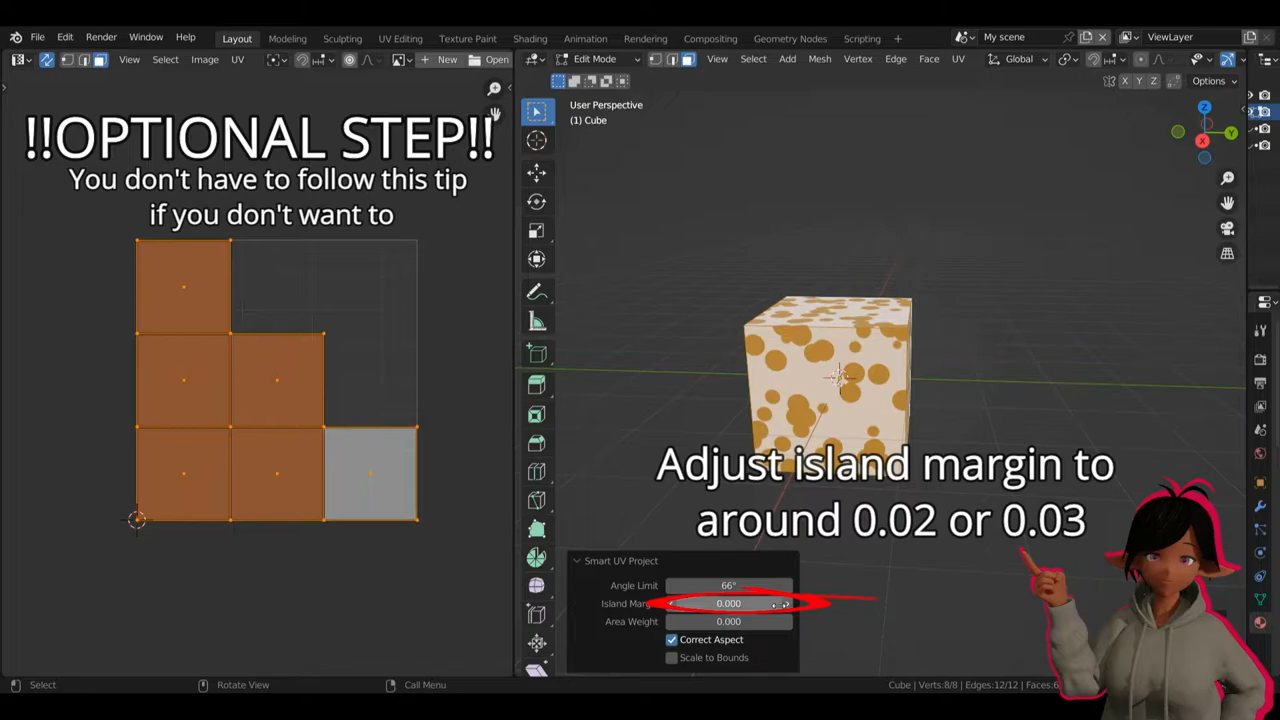 File Edit Render Window Help Layout Modeling Sculpting UV Editing Texture Paint Shading Animation Rendering Compositing Geometry Nodes Scripting + My scene ViewLayer
View Select Image UV New Open Edit Mode View Select Add Mesh Vertex Edge Face UV Global
X Y Z Options
User Perspective
(1) Cube
Z
Y
X
!!OPTIONAL STEP!!
You don't have to follow this tip
if you don't want to
Adjust island margin to
around 0.02 or 0.03
Smart UV Project
Angle Limit 66°
Island Marg 0.000
Area Weight 0.000
Correct Aspect
Scale to Bounds
Select Rotate View Call Menu Cube | Verts:8/8 | Edges:12/12 | Faces:6